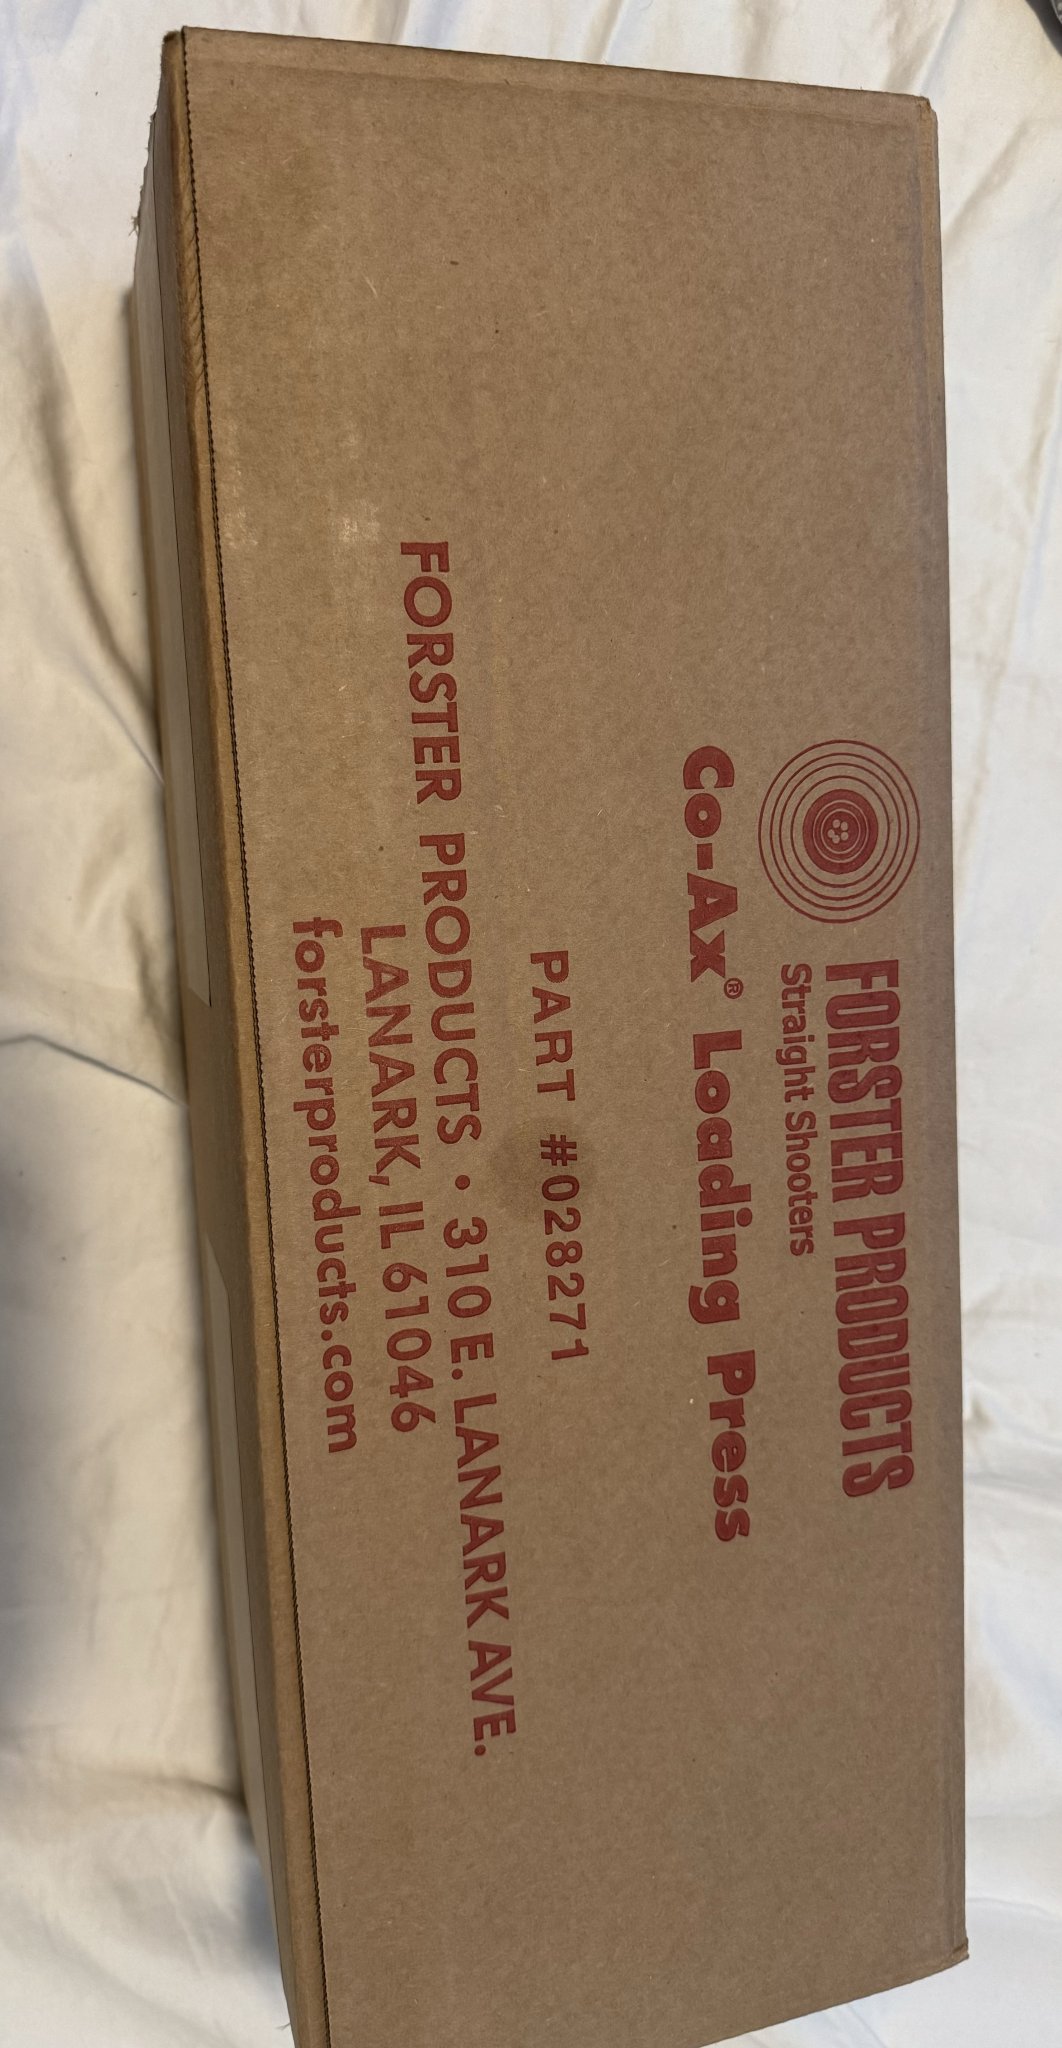 FORSTER PRODUCTS
Straight Shooters
Co-Ax® Loading Press
PART #028271
FORSTER PRODUCTS • 310 E. LANARK AVE.
LANARK, IL 61046
forsterproducts.com